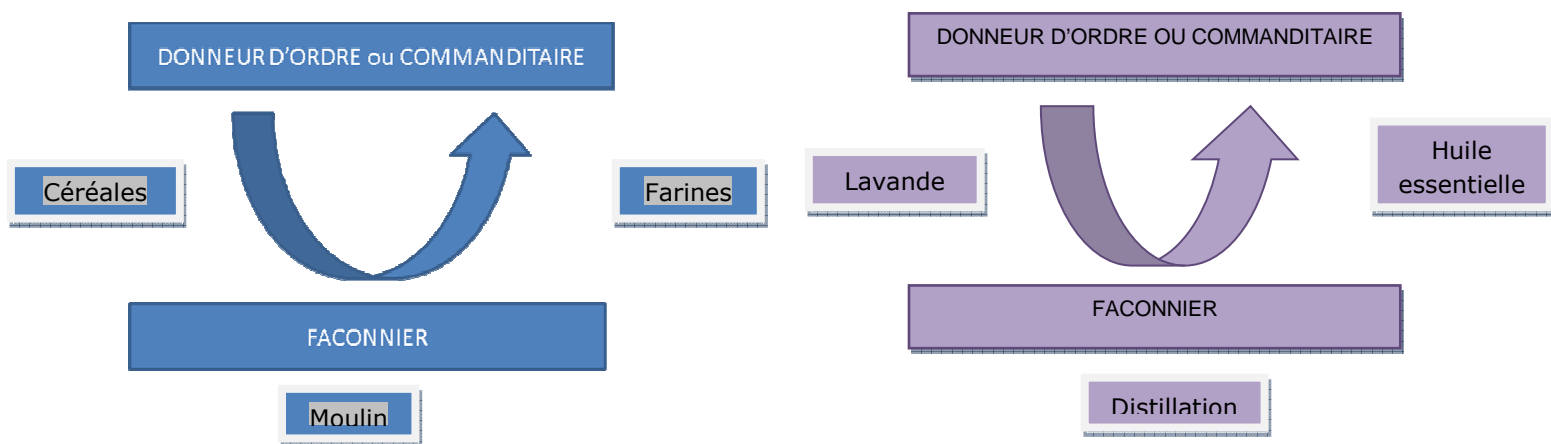 DONNEUR D'ORDRE ou COMMANDITAIRE
Céréales
Farines
FACONNIER
Moulin
DONNEUR D'ORDRE OU COMMANDITAIRE
Lavande
Huile
essentielle
FACONNIER
Distillation